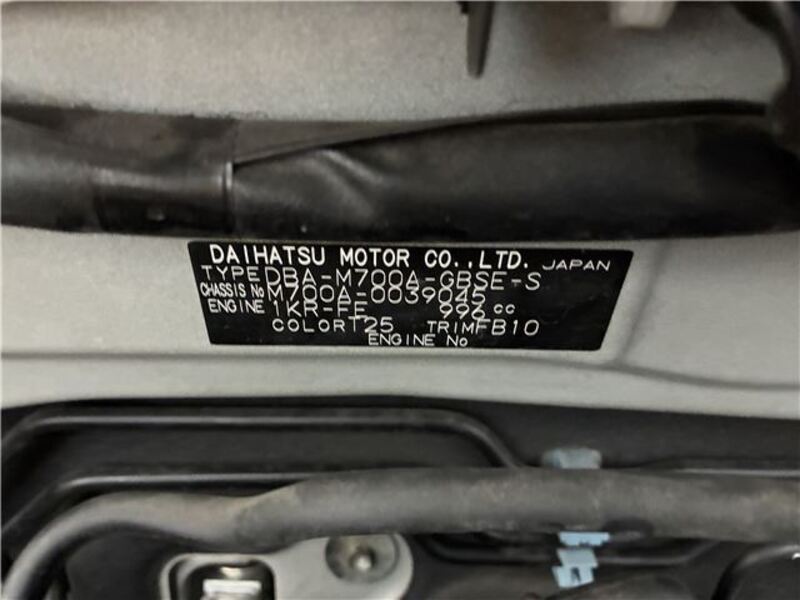 DAIHATSU MOTOR CO.,LTD. JAPAN
TYPE DBA-M700A-GBSE-S
CHASSIS No M700A-0039045
ENGINE 1KR-FE 996 cc
COLOR T25 TRIM FB10
ENGINE No